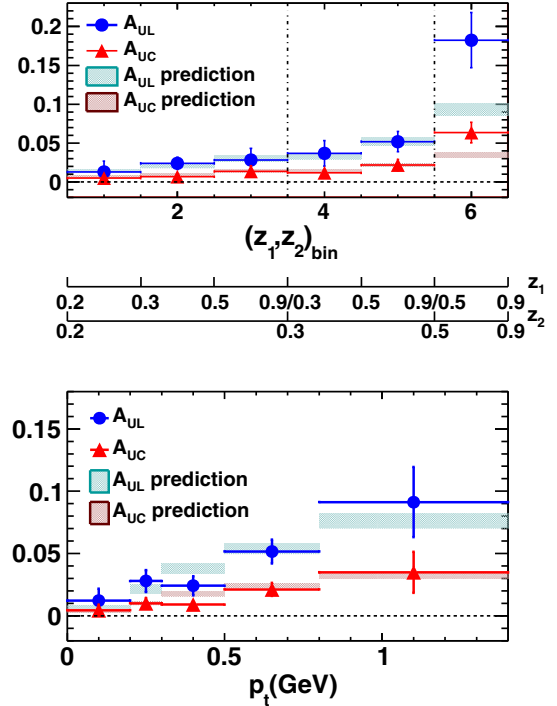 0.2
0.15
0.1
0.05
0
A_UL
A_UC
A_UL prediction
A_UC prediction
2 4 6
(z_1,z_2)_bin
z_1
0.2 0.3 0.5 0.9/0.3 0.5 0.9/0.5 0.9
z_2
0.2 0.3 0.5 0.9
0.15
0.1
0.05
0
A_UL
A_UC
A_UL prediction
A_UC prediction
0 0.5 1
p_t(GeV)